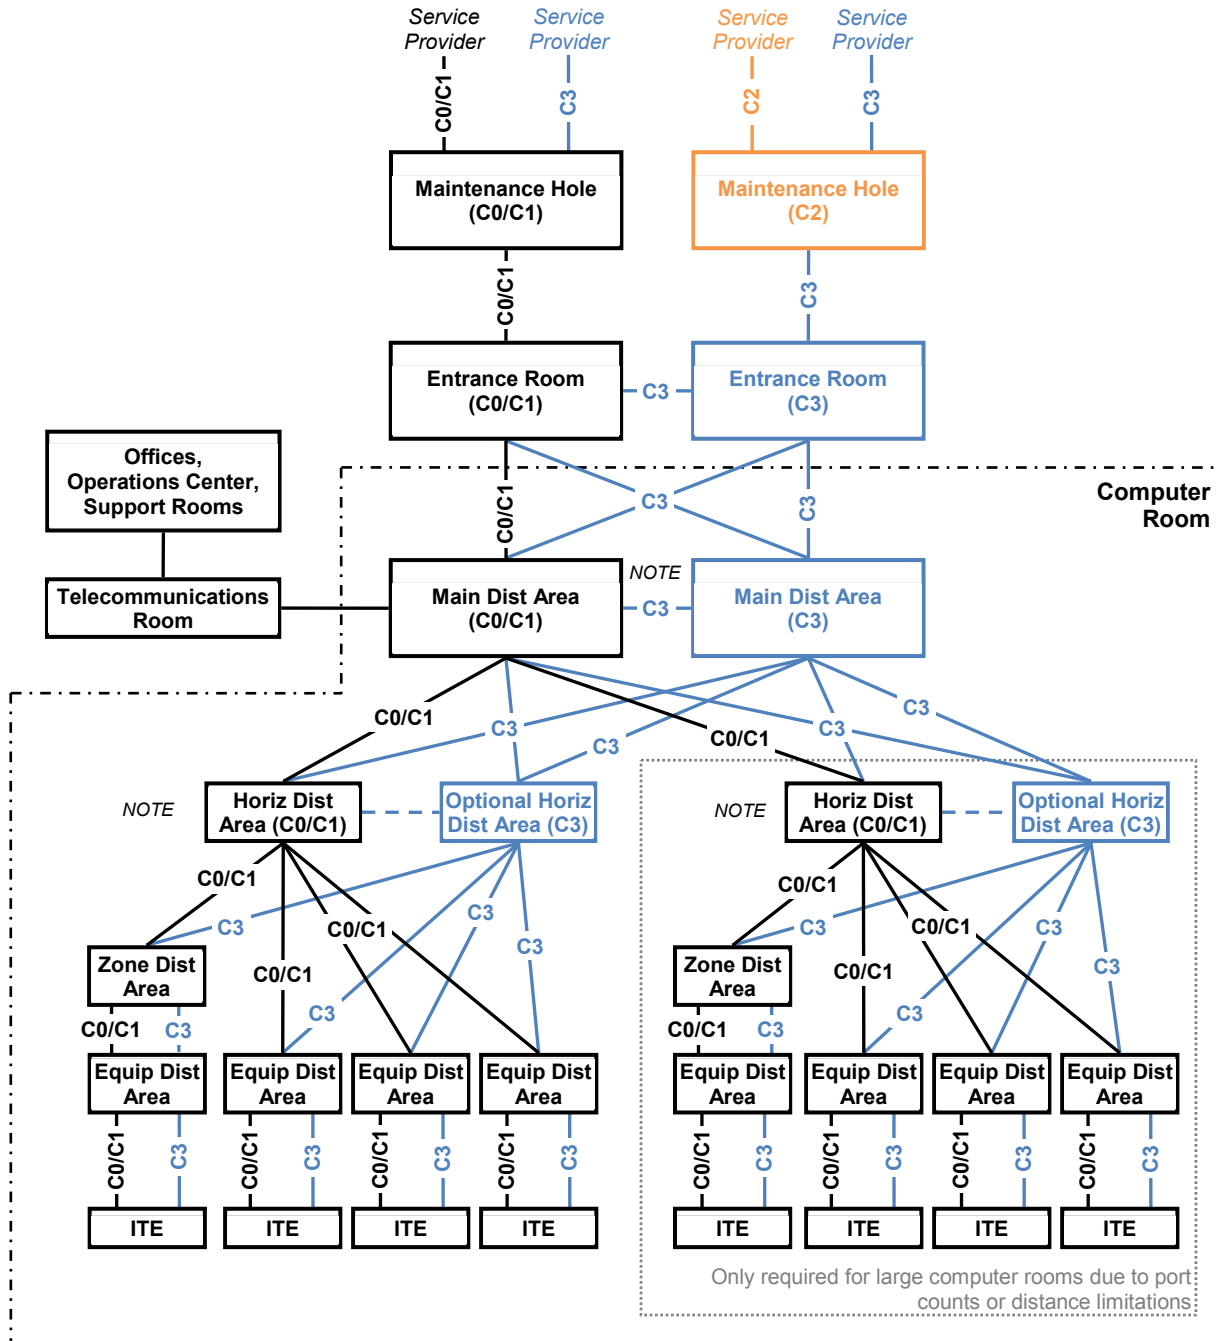 Service
Provider
Service
Provider
Service
Provider
Service
Provider
C0/C1
C3
C2
C3
Maintenance Hole
(C0/C1)
Maintenance Hole
(C2)
C0/C1
C3
Entrance Room
(C0/C1)
C3
Entrance Room
(C3)
Offices,
Operations Center,
Support Rooms
C0/C1
C3
C3
Computer
Room
Telecommunications
Room
Main Dist Area
(C0/C1)
NOTE
C3
Main Dist Area
(C3)
C0/C1
C3
C3
C0/C1
C3
C3
NOTE
Horiz Dist
Area (C0/C1)
Optional Horiz
Dist Area (C3)
NOTE
Horiz Dist
Area (C0/C1)
Optional Horiz
Dist Area (C3)
C0/C1
C3
C0/C1
C0/C1
C3
C3
C3
C0/C1
C3
C0/C1
C0/C1
C3
C3
C3
Zone Dist
Area
Zone Dist
Area
C0/C1
C3
C0/C1
C3
Equip Dist
Area
Equip Dist
Area
Equip Dist
Area
Equip Dist
Area
Equip Dist
Area
Equip Dist
Area
Equip Dist
Area
Equip Dist
Area
C0/C1
C3
C0/C1
C3
C0/C1
C3
C0/C1
C3
C0/C1
C3
C0/C1
C3
C0/C1
C3
C0/C1
C3
ITE
ITE
ITE
ITE
ITE
ITE
ITE
ITE
Only required for large computer rooms due to port
counts or distance limitations